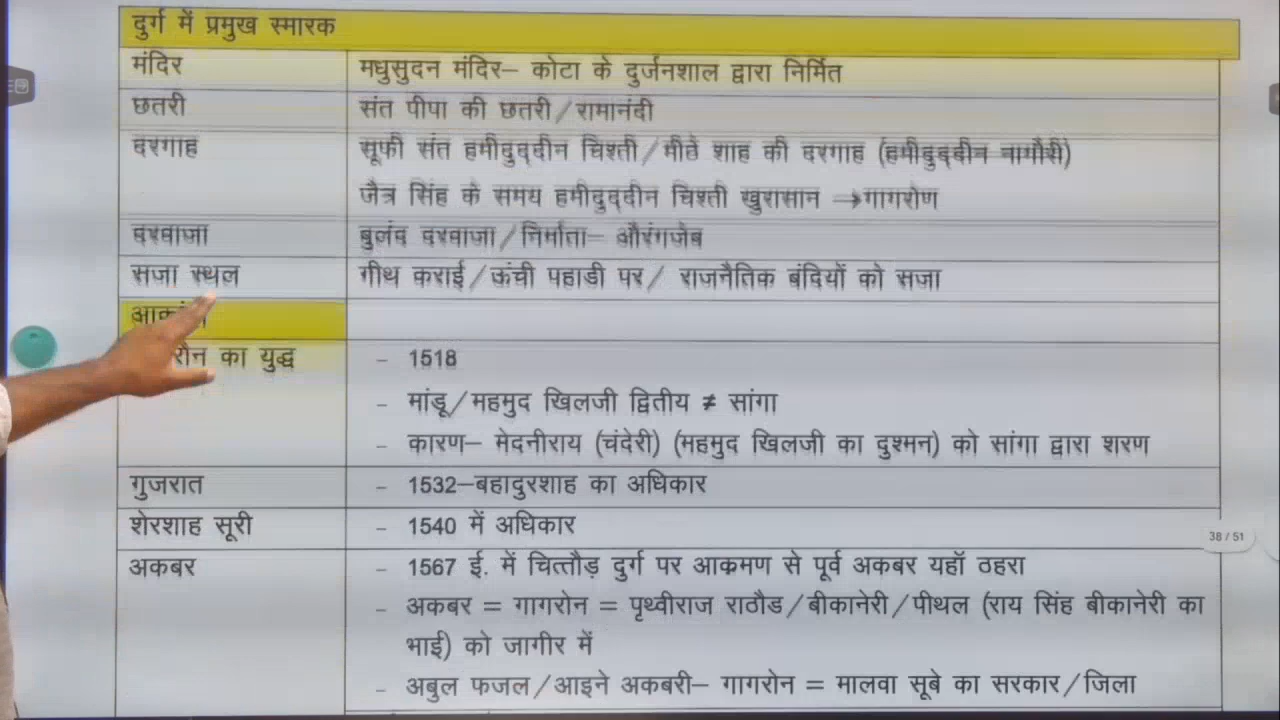 दुर्ग में प्रमुख स्मारक
मंदिर मधुसुदन मंदिर– कोटा के दुर्जनशाल द्वारा निर्मित
छतरी संत पीपा की छतरी/रामानंदी
दरगाह सूफी संत हमीदुद्दीन चिश्ती/मीठे शाह की दरगाह (हमीदुद्दीन नागौरी)
जैत्र सिंह के समय हमीदुद्दीन चिश्ती खुरासान →गागरोण
दरवाजा बुलंद दरवाजा/निर्माता– औरंगजेब
सजा स्थल गीध कराई/ऊंची पहाडी पर/ राजनैतिक बंदियों को सजा
का युद्ध – 1518
– मांडू/महमुद खिलजी द्वितीय ≠ सांगा
– कारण– मेदनीराय (चंदेरी) (महमुद खिलजी का दुश्मन) को सांगा द्वारा शरण
गुजरात – 1532–बहादुरशाह का अधिकार
शेरशाह सूरी – 1540 में अधिकार
अकबर – 1567 ई. में चित्तौड़ दुर्ग पर आक्रमण से पूर्व अकबर यहॉ ठहरा
– अकबर = गागरोन = पृथ्वीराज राठौड/बीकानेरी/पीथल (राय सिंह बीकानेरी का
भाई) को जागीर में
– अबुल फजल/आइने अकबरी– गागरोन = मालवा सूबे का सरकार/जिला
38 / 51